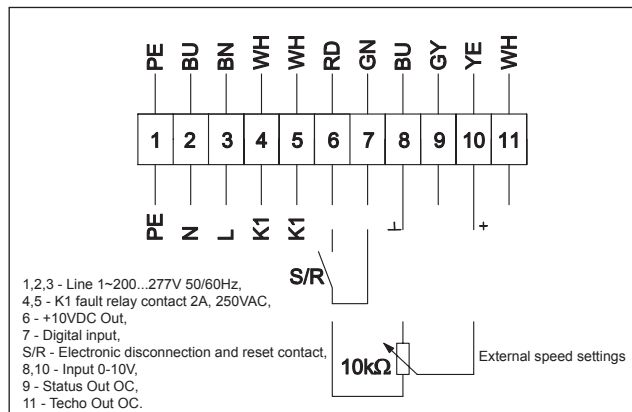 PE BU BN WH WH RD GN BU GY YE WH
1 2 3 4 5 6 7 8 9 10 11
PE N L K1 K1 ⊥ +
S/R
1,2,3 - Line 1~200...277V 50/60Hz,
4,5 - K1 fault relay contact 2A, 250VAC,
6 - +10VDC Out,
7 - Digital input,
S/R - Electronic disconnection and reset contact,
8,10 - Input 0-10V,
9 - Status Out OC,
11 - Techo Out OC.
10kΩ
External speed settings